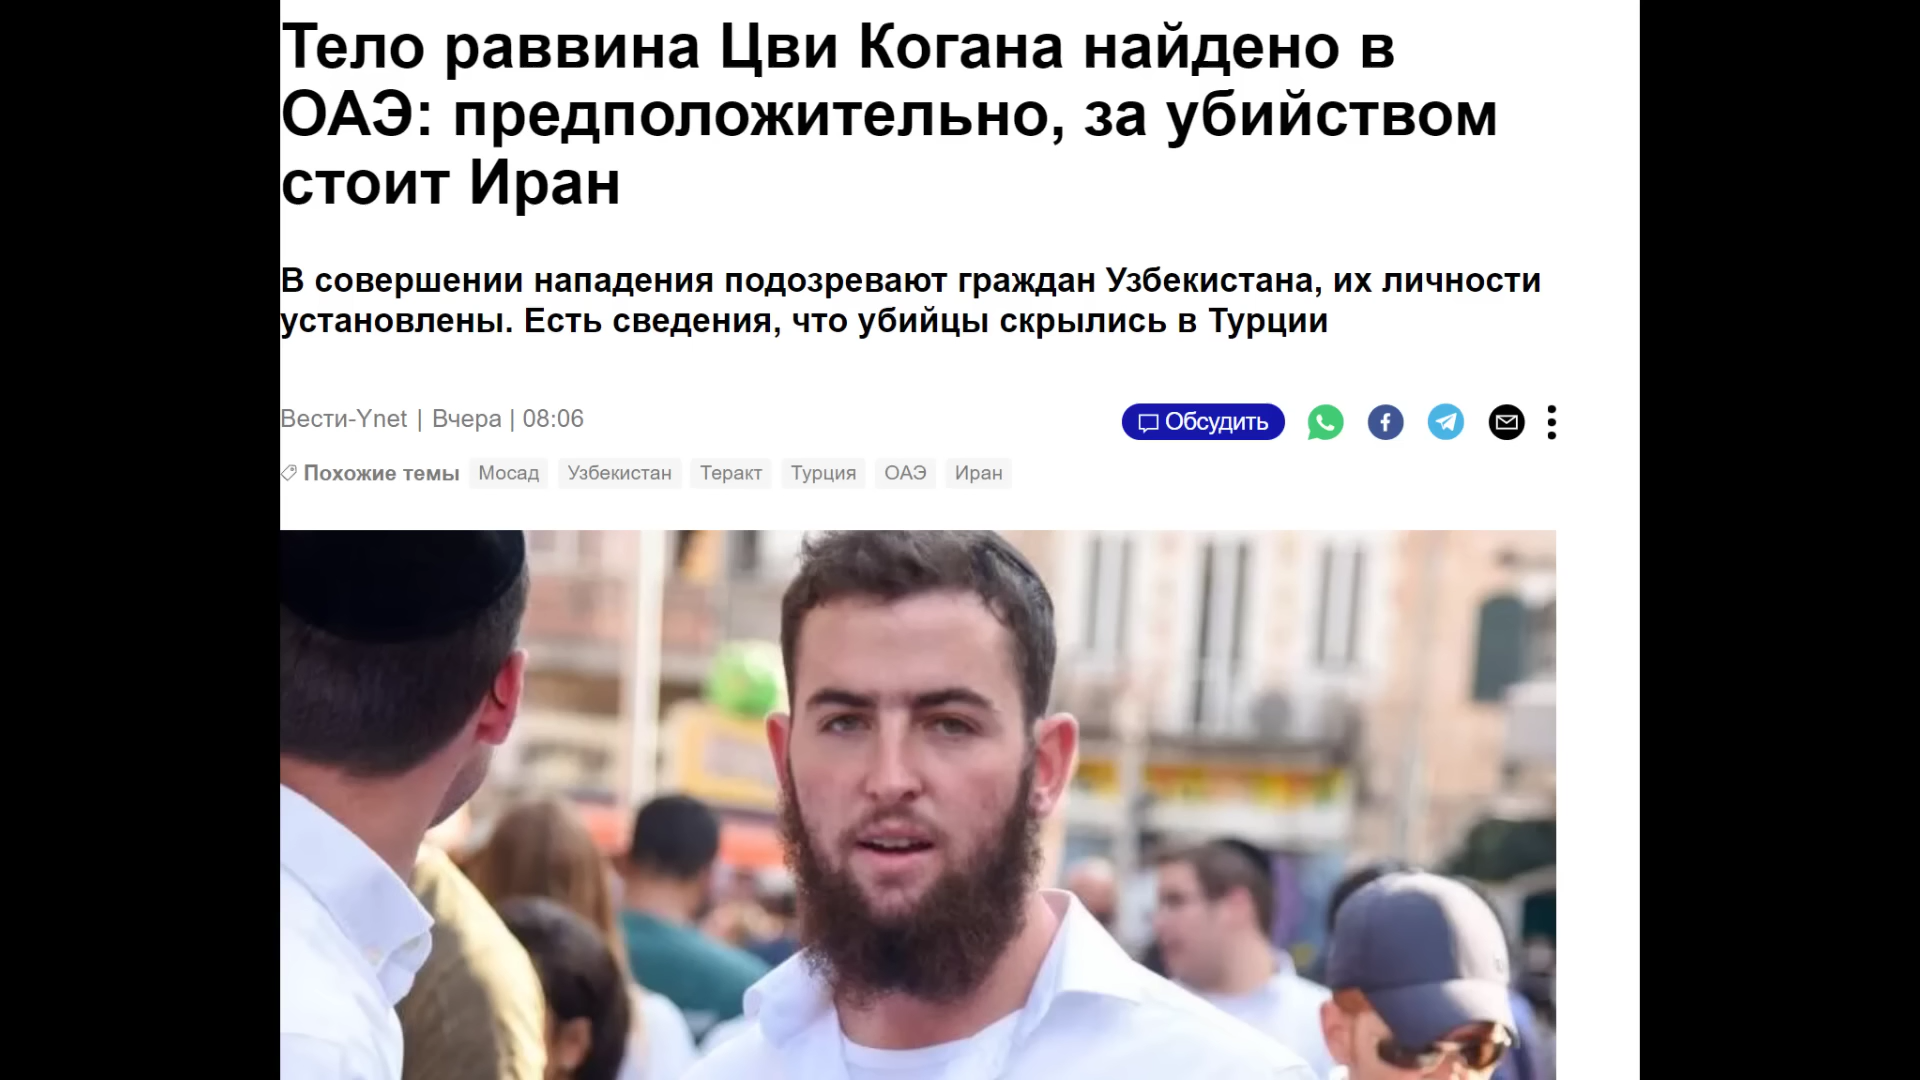 Тело раввина Цви Когана найдено в
ОАЭ: предположительно, за убийством
стоит Иран
В совершении нападения подозревают граждан Узбекистана, их личности
установлены. Есть сведения, что убийцы скрылись в Турции
Вести-Ynet | Вчера | 08:06
Обсудить
Похожие темы Мосад Узбекистан Теракт Турция ОАЭ Иран